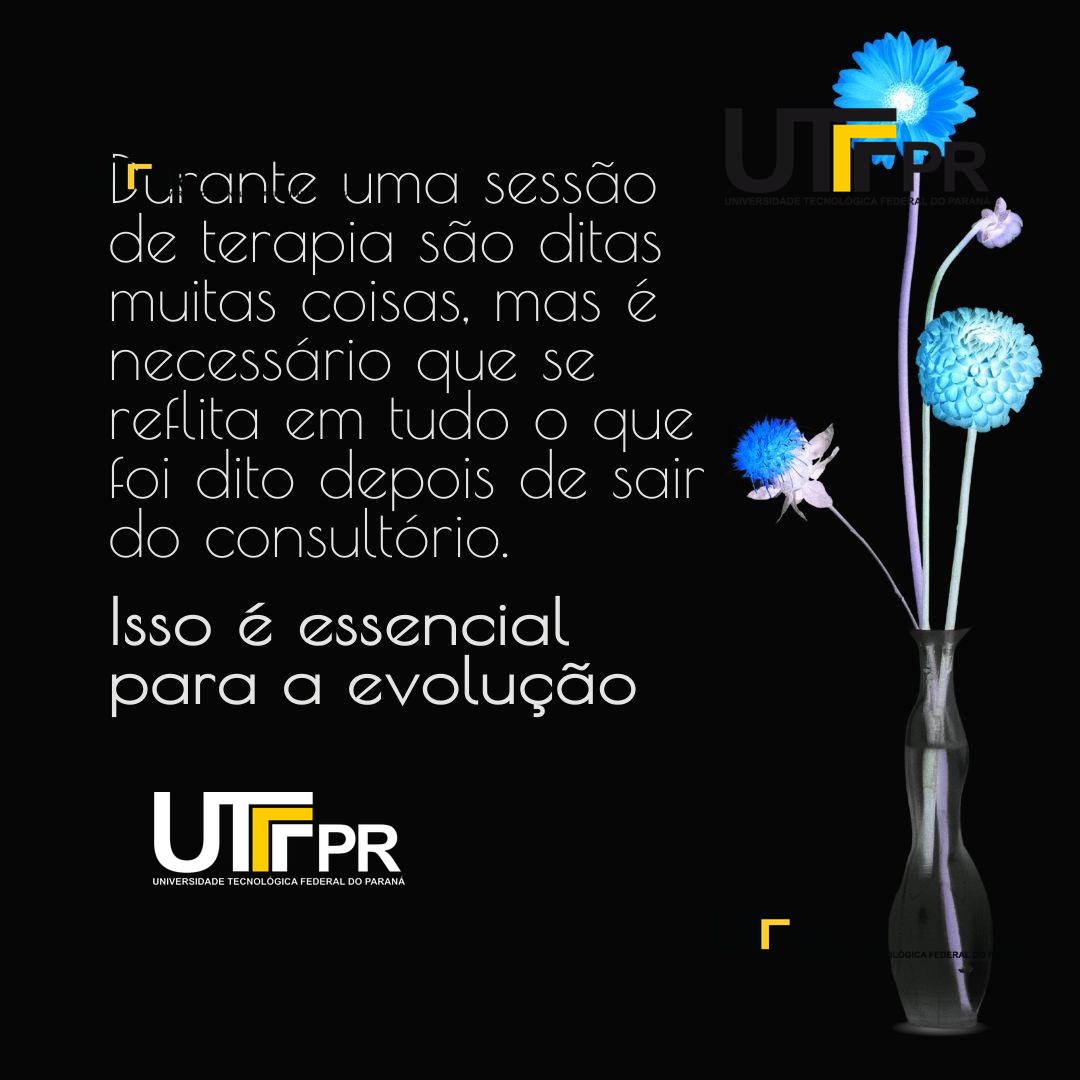 Durante uma sessão
de terapia são ditas
muitas coisas, mas é
necessário que se
reflita em tudo o que
foi dito depois de sair
do consultório.
Isso é essencial
para a evolução
UTFPR
UNIVERSIDADE TECNOLÓGICA FEDERAL DO PARANÁ
UTFPR
UNIVERSIDADE TECNOLÓGICA FEDERAL DO PARANÁ
FEDERAL DO